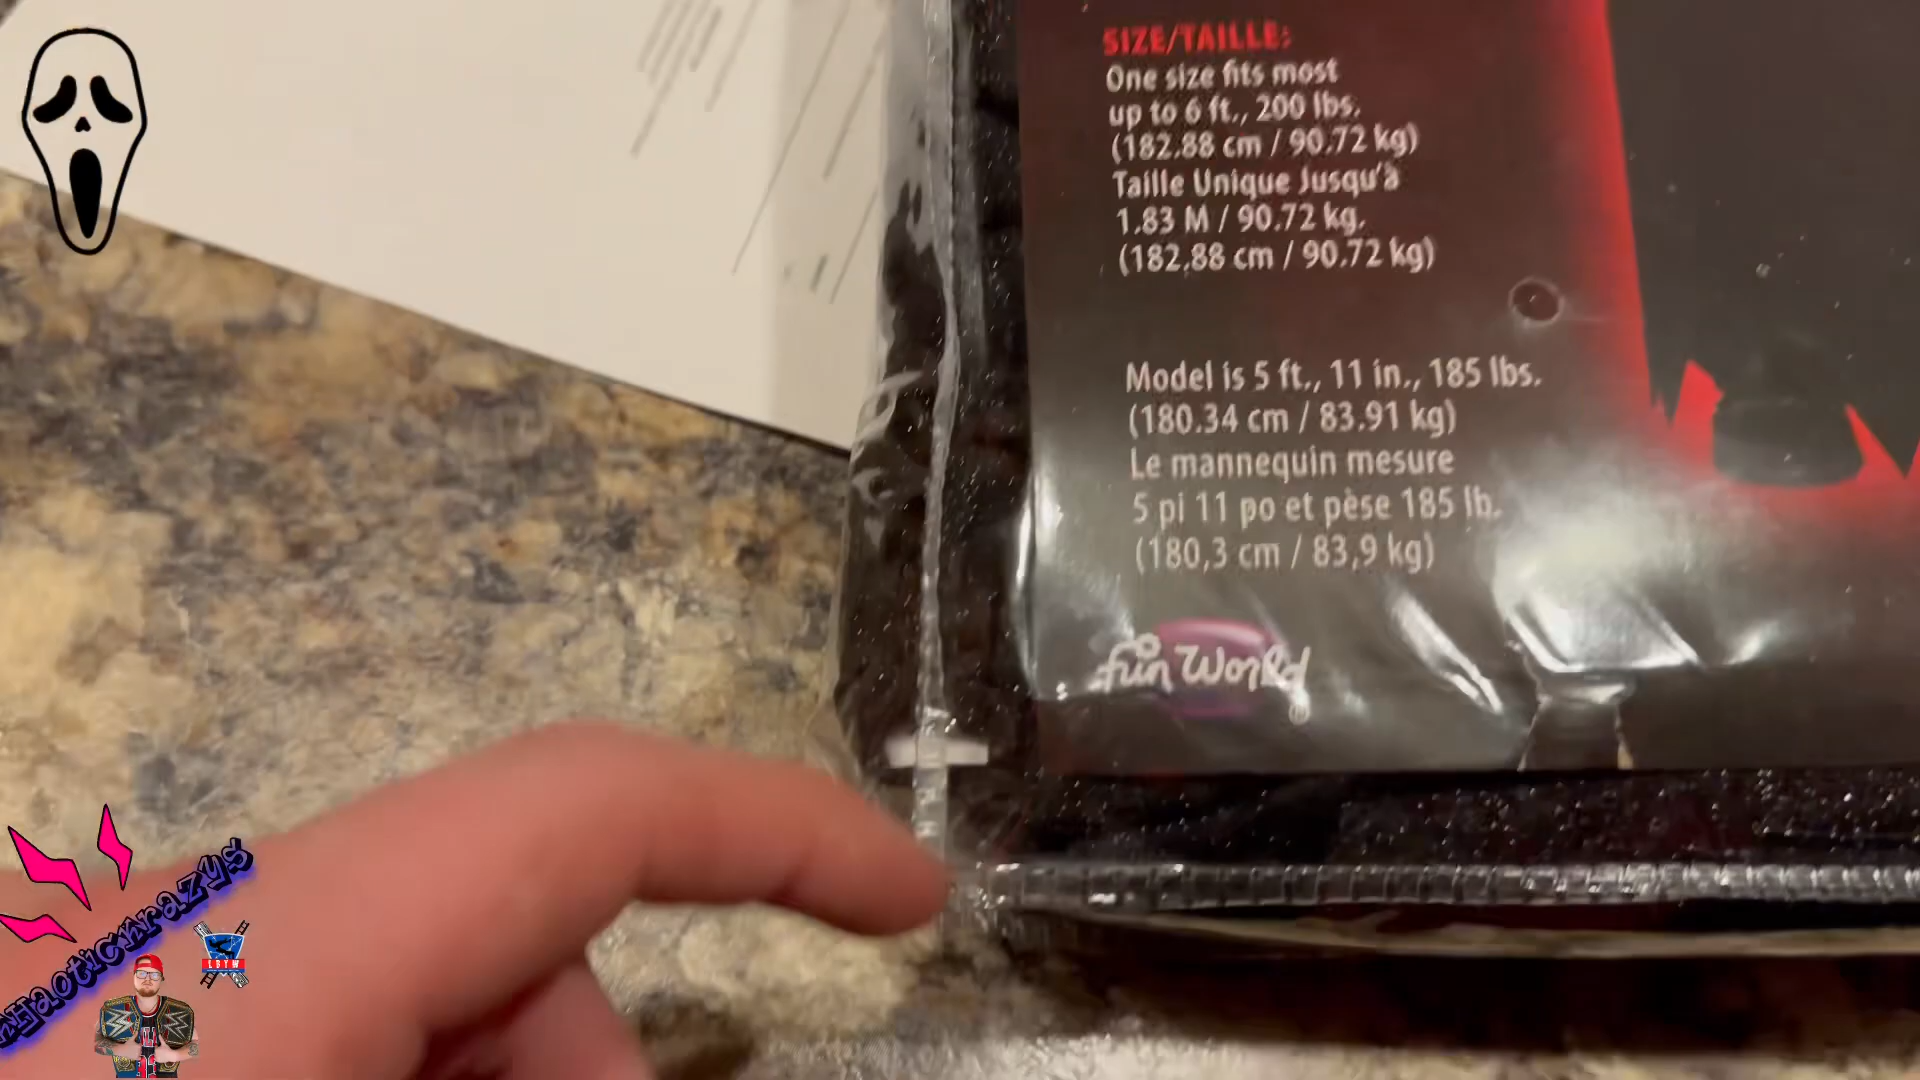 SIZE/TAILLE:
One size fits most
up to 6 ft., 200 lbs.
(182.88 cm / 90.72 kg)
Taille Unique Jusqu'à
1.83 M / 90.72 kg.
(182,88 cm / 90.72 kg)
Model is 5 ft., 11 in., 185 lbs.
(180.34 cm / 83.91 kg)
Le mannequin mesure
5 pi 11 po et pèse 185 lb.
(180,3 cm / 83,9 kg)
fun World
®